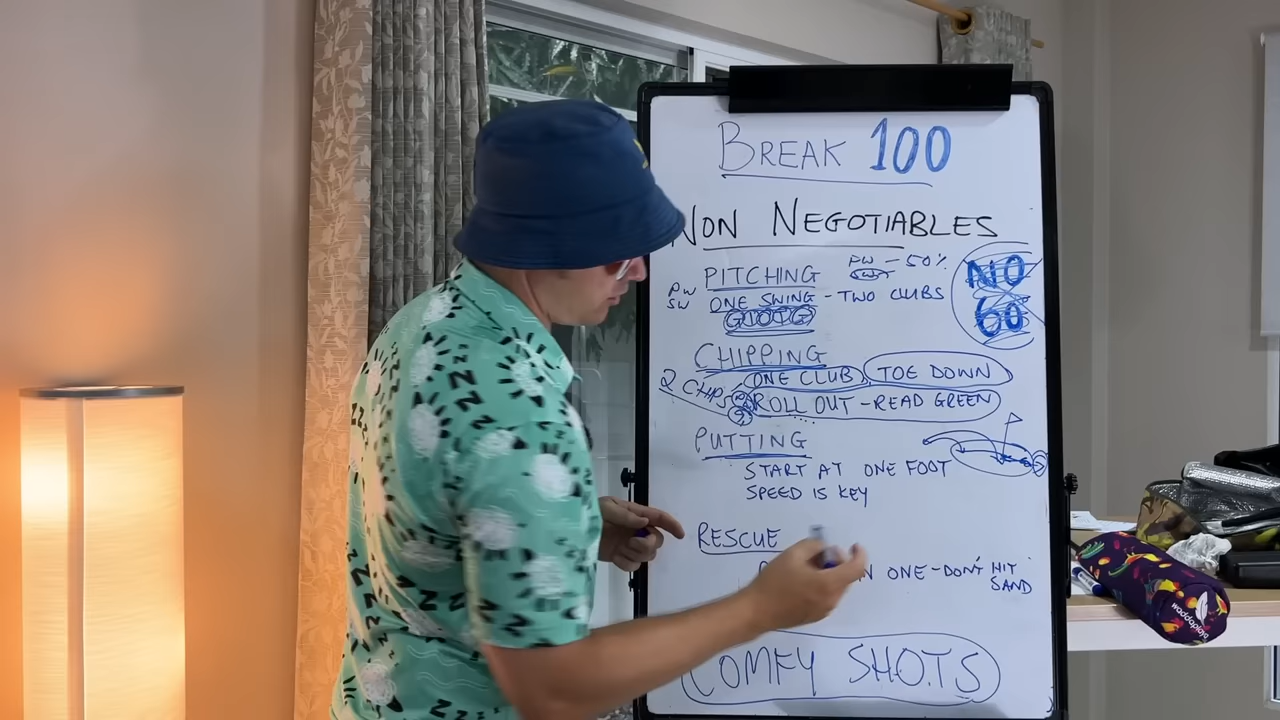 BREAK 100
NON NEGOTIABLES
PITCHING PW - 50%
PW SW ONE SWING - TWO CLUBS
GIOTG
NO 60
CHIPPING
2 CHIPS ONE CLUB TOE DOWN
ROLL OUT - READ GREEN
PUTTING
START AT ONE FOOT
SPEED IS KEY
RESCUE
ONE - DON'T HIT SAND
COMFY SHOTS
waddaplaya